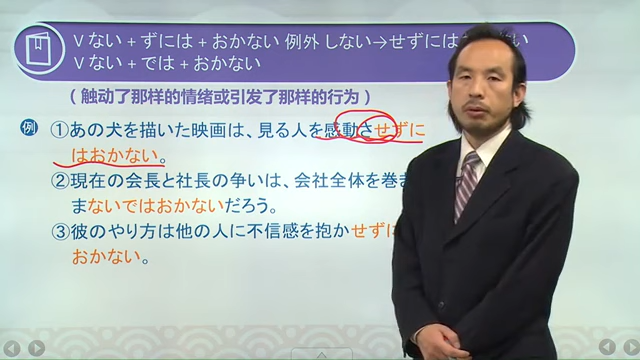 Vない + ずには + おかない 例外 しない→せずには
Vない + では + おかない
（触动了那样的情绪或引发了那样的行为）
例 ①あの犬を描いた映画は、見る人を感動させずに
はおかない。
②現在の会長と社長の争いは、会社全体を巻き
まないではおかないだろう。
③彼のやり方は他の人に不信感を抱かせずに
おかない。